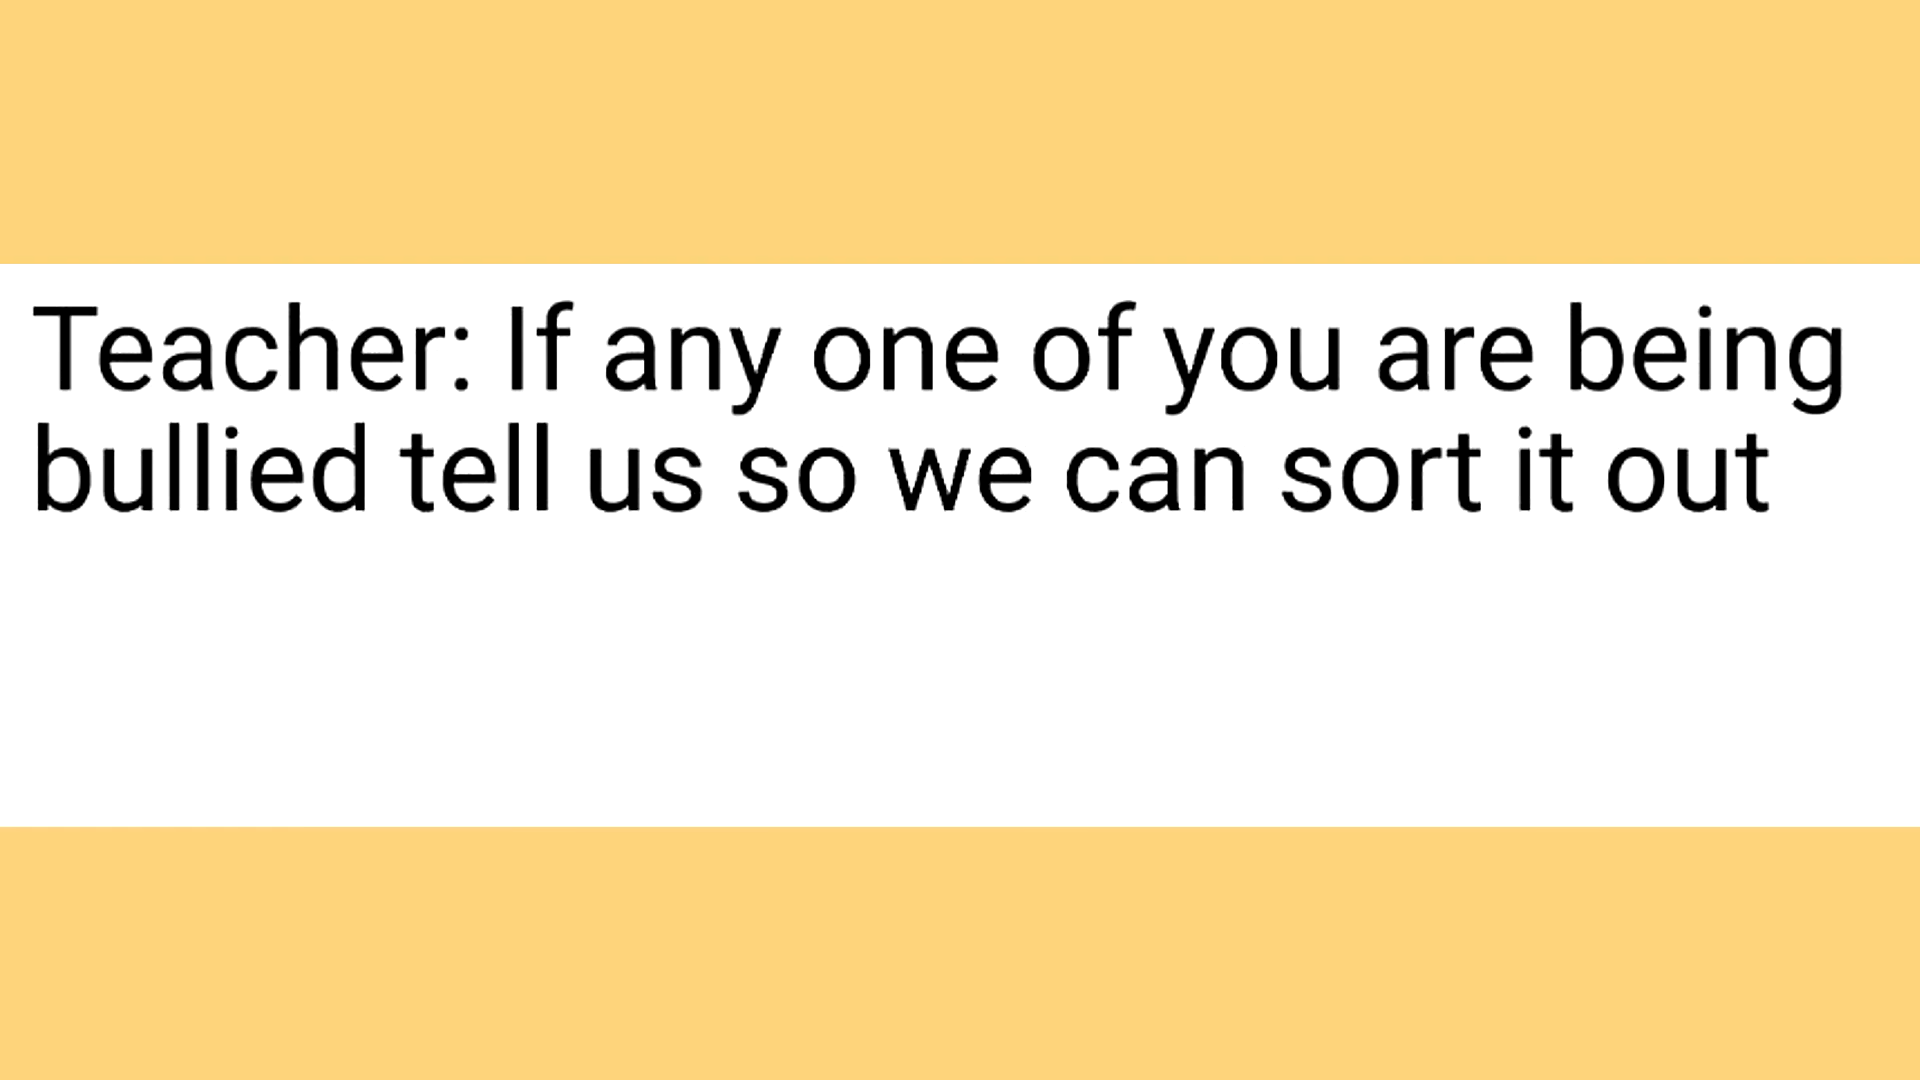 Teacher: If any one of you are being
bullied tell us so we can sort it out